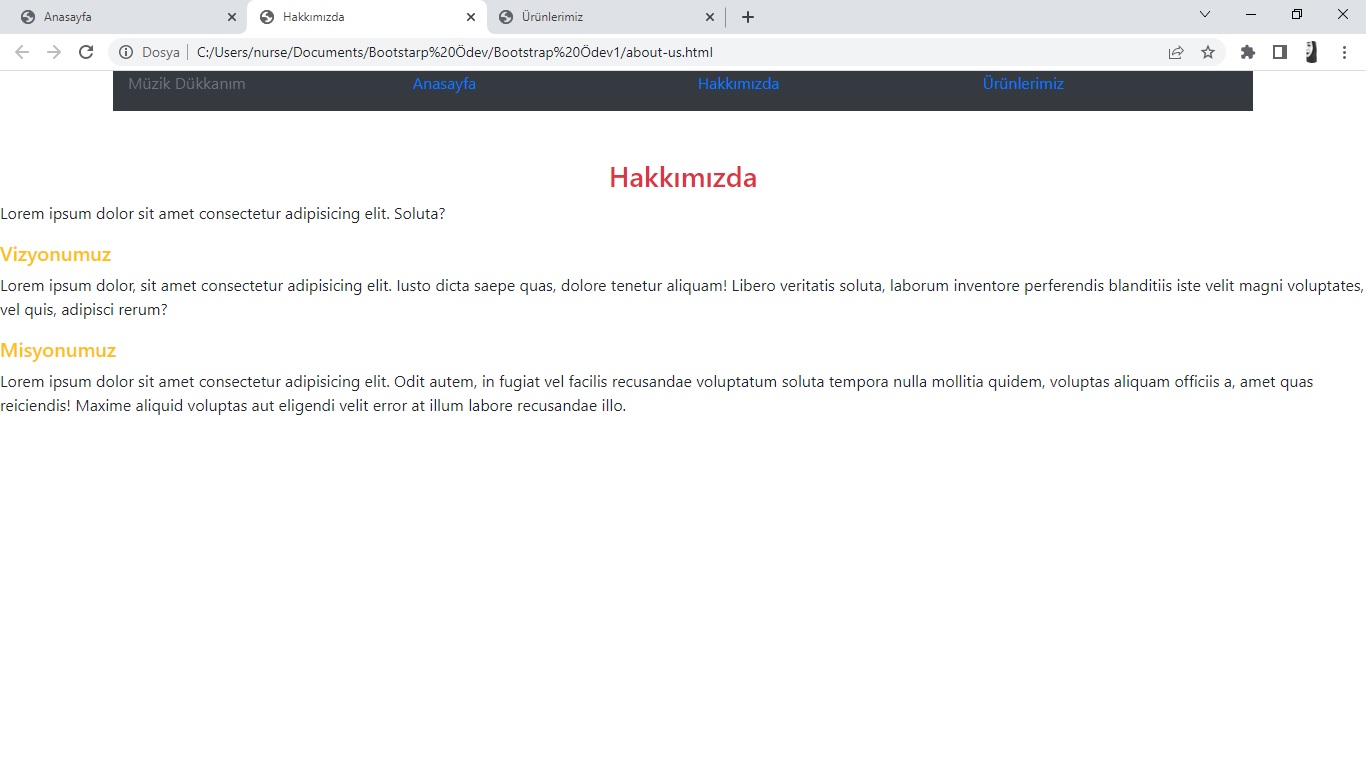 Anasayfa
Hakkımızda
Ürünlerimiz
Dosya
C:/Users/nurse/Documents/Bootstarp%20Ödev/Bootstrap%20Ödev1/about-us.html
Müzik Dükkanım
Anasayfa
Hakkımızda
Ürünlerimiz
Hakkımızda
Lorem ipsum dolor sit amet consectetur adipisicing elit. Soluta?
Vizyonumuz
Lorem ipsum dolor, sit amet consectetur adipisicing elit. Iusto dicta saepe quas, dolore tenetur aliquam! Libero veritatis soluta, laborum inventore perferendis blanditiis iste velit magni voluptates,
vel quis, adipisci rerum?
Misyonumuz
Lorem ipsum dolor sit amet consectetur adipisicing elit. Odit autem, in fugiat vel facilis recusandae voluptatum soluta tempora nulla mollitia quidem, voluptas aliquam officiis a, amet quas
reiciendis! Maxime aliquid voluptas aut eligendi velit error at illum labore recusandae illo.